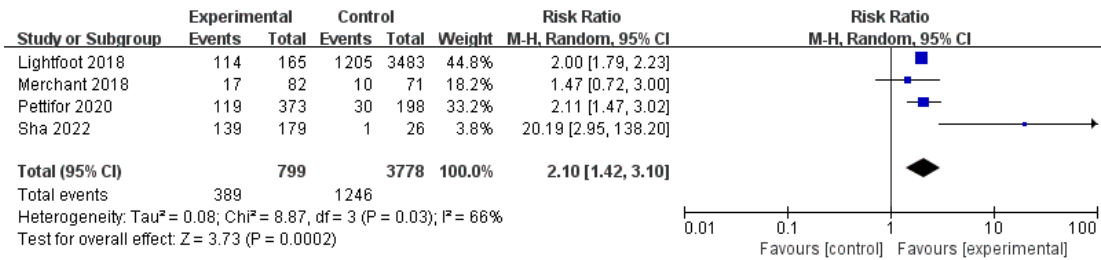 Experimental Control Risk Ratio Risk Ratio
Study or Subgroup Events Total Events Total Weight M-H, Random, 95% CI M-H, Random, 95% CI
Lightfoot 2018 114 165 1205 3483 44.8% 2.00 [1.79, 2.23]
Merchant 2018 17 82 10 71 18.2% 1.47 [0.72, 3.00]
Pettifor 2020 119 373 30 198 33.2% 2.11 [1.47, 3.02]
Sha 2022 139 179 1 26 3.8% 20.19 [2.95, 138.20]
Total (95% CI) 799 3778 100.0% 2.10 [1.42, 3.10]
Total events 389 1246
Heterogeneity: Tau² = 0.08; Chi² = 8.87, df = 3 (P = 0.03); I² = 66%
Test for overall effect: Z = 3.73 (P = 0.0002)
0.01 0.1 1 10 100
Favours [control] Favours [experimental]